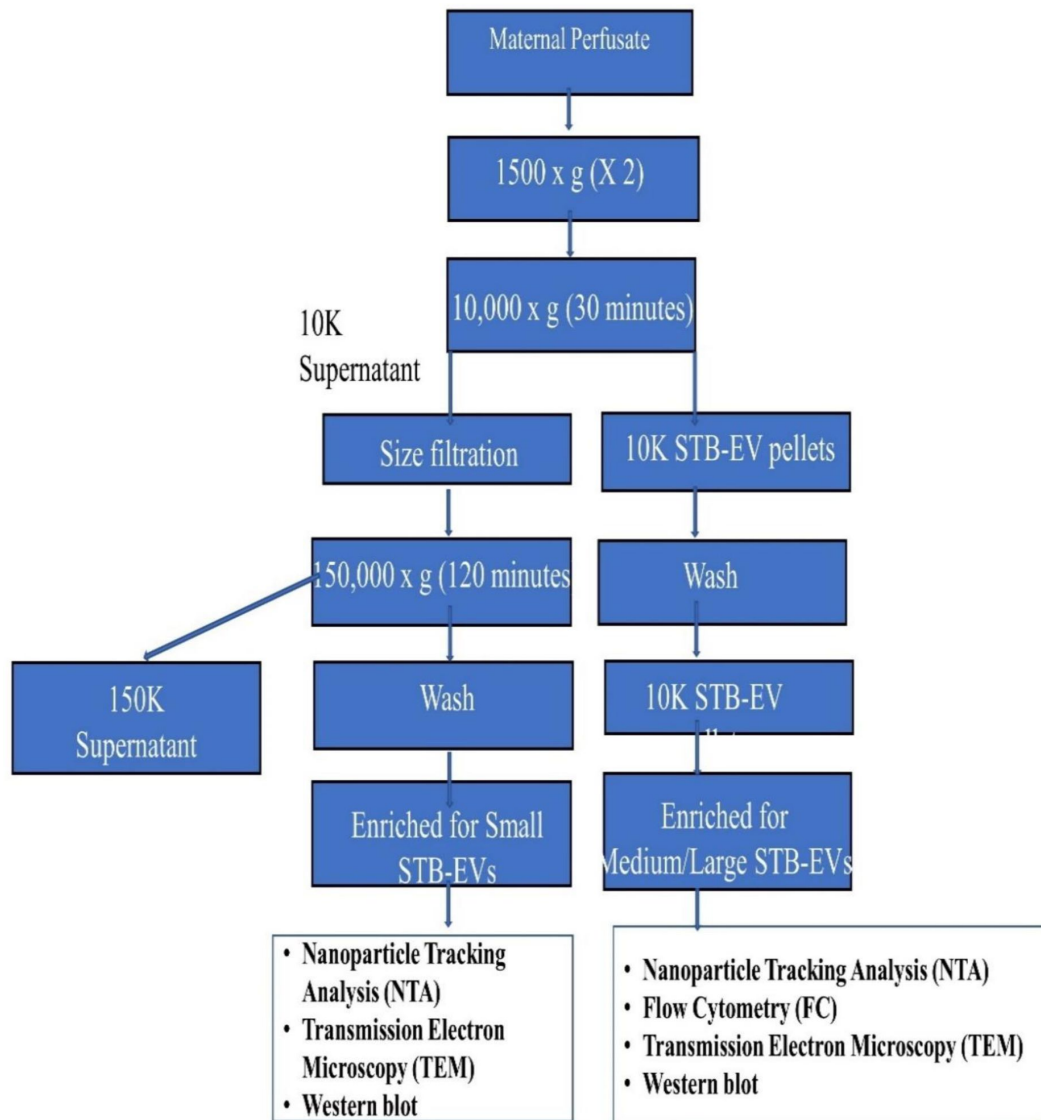 Maternal Perfusate
1500 x g (X 2)
10,000 x g (30 minutes)
10K
Supernatant
Size filtration
10K STB-EV pellets
150,000 x g (120 minutes
Wash
150K
Supernatant
Wash
10K STB-EV
Enriched for Small
STB-EVs
Enriched for
Medium/Large STB-EVs
• Nanoparticle Tracking
Analysis (NTA)
• Transmission Electron
Microscopy (TEM)
• Western blot
• Nanoparticle Tracking Analysis (NTA)
• Flow Cytometry (FC)
• Transmission Electron Microscopy (TEM)
• Western blot